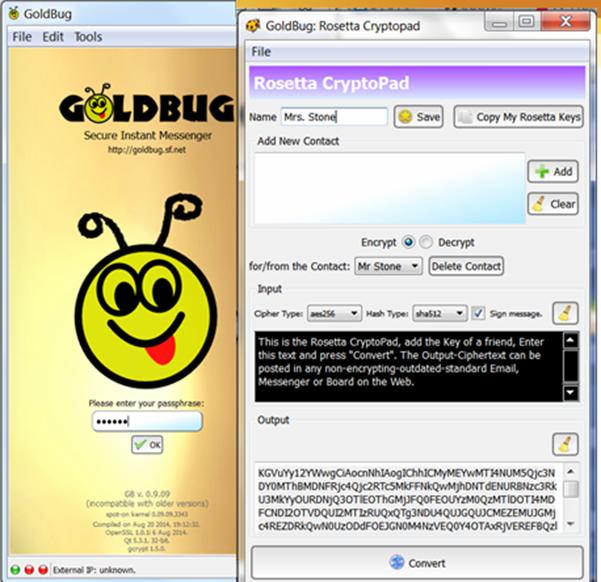 GoldBug
File Edit Tools
GOLDBUG
Secure Instant Messenger
http://goldbug.sf.net
Please enter your passphrase:
OK
GB v. 0.9.09
(incompatible with older versions)
spot-on kernel 0.09.09.3343
Compiled on Aug 20 2014, 19:12:32.
OpenSSL 1.0.1i 6 Aug 2014.
Qt 5.3.1, 32-bit.
gcrypt 1.5.0.
External IP: unknown.
GoldBug: Rosetta Cryptopad
File
Rosetta CryptoPad
Name Mrs. Stone Save Copy My Rosetta Keys
Add New Contact
Add
Clear
Encrypt Decrypt
for/from the Contact: Mr Stone Delete Contact
Input
Cipher Type: aes256 Hash Type: sha512 Sign message.
This is the Rosetta CryptoPad, add the Key of a friend, Enter
this text and press "Convert". The Output-Ciphertext can be
posted in any non-encrypting-outdated-standard Email,
Messenger or Board on the Web.
Output
Convert